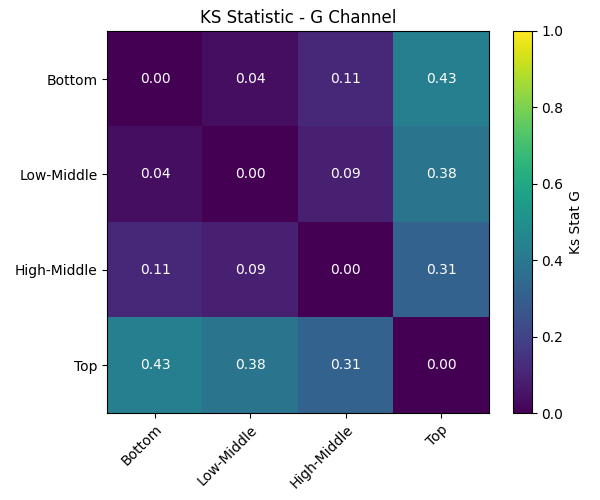 KS Statistic - G Channel
Bottom 0.00 0.04 0.11 0.43
Low-Middle 0.04 0.00 0.09 0.38
High-Middle 0.11 0.09 0.00 0.31
Top 0.43 0.38 0.31 0.00
Bottom Low-Middle High-Middle Top
1.0
0.8
0.6
0.4
0.2
0.0
Ks Stat G